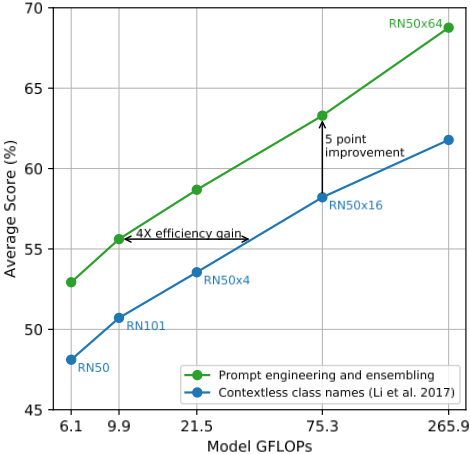 70
65
60
55
50
45
Average Score (%)
RN50x64
5 point
improvement
RN50x16
4X efficiency gain
RN50x4
RN101
RN50
Prompt engineering and ensembling
Contextless class names (Li et al. 2017)
6.1 9.9 21.5 75.3 265.9
Model GFLOPs